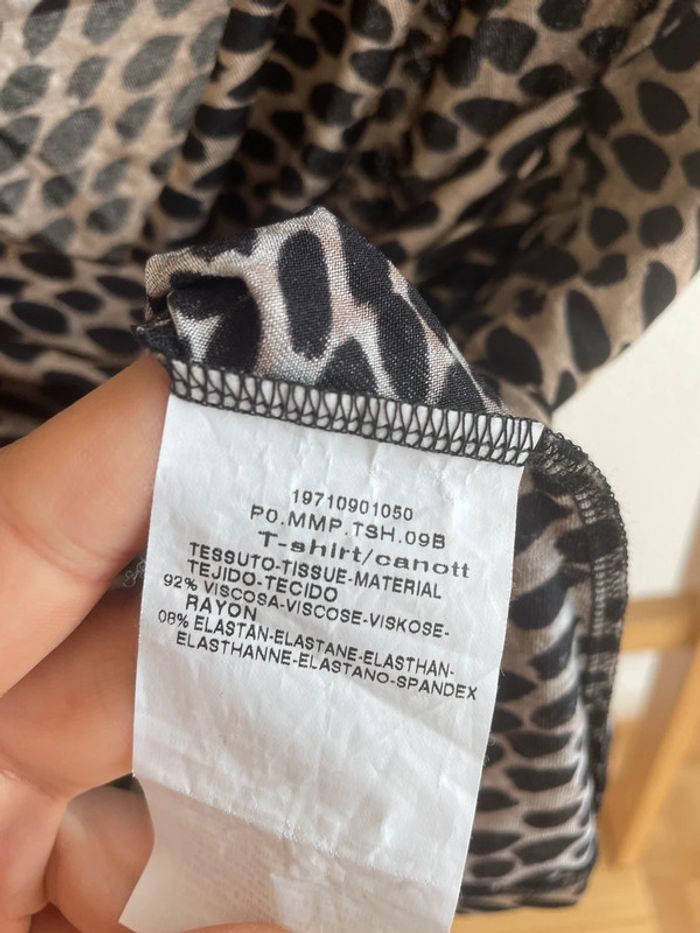 19710901050
PO.MMP.TSH.09B
T-shirt/canott
TESSUTO-TISSUE-MATERIAL
TEJIDO-TECIDO
92% VISCOSA-VISCOSE-VISKOSE-
RAYON
08% ELASTAN-ELASTANE-ELASTHAN-
ELASTHANNE-ELASTANO-SPANDEX